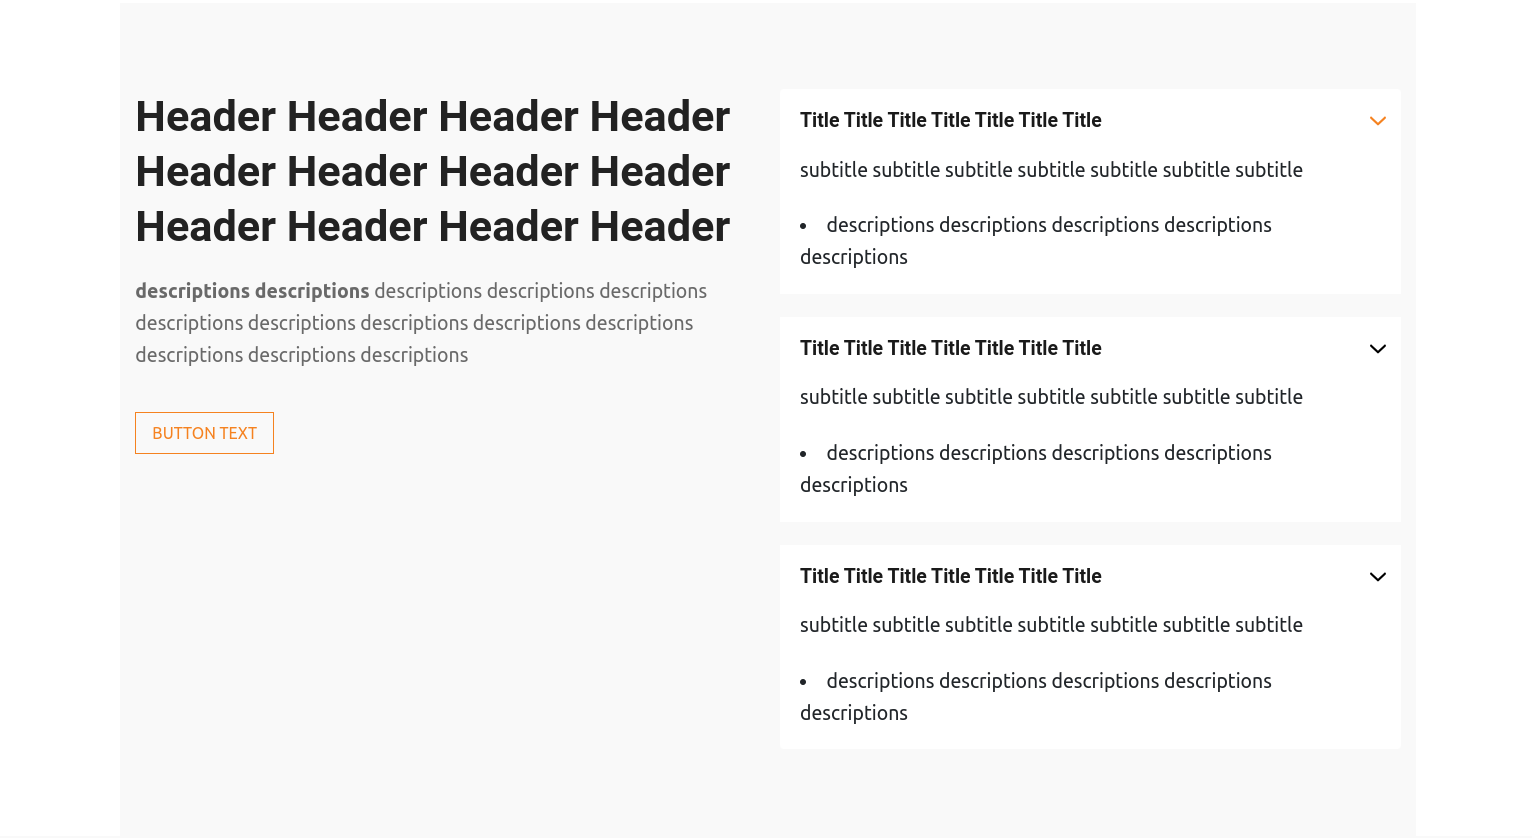 Header Header Header Header
Header Header Header Header
Header Header Header Header
descriptions descriptions descriptions descriptions descriptions
descriptions descriptions descriptions descriptions descriptions
descriptions descriptions descriptions
BUTTON TEXT
Title Title Title Title Title Title Title
subtitle subtitle subtitle subtitle subtitle subtitle subtitle
• descriptions descriptions descriptions descriptions
descriptions
Title Title Title Title Title Title Title
subtitle subtitle subtitle subtitle subtitle subtitle subtitle
• descriptions descriptions descriptions descriptions
descriptions
Title Title Title Title Title Title Title
subtitle subtitle subtitle subtitle subtitle subtitle subtitle
• descriptions descriptions descriptions descriptions
descriptions